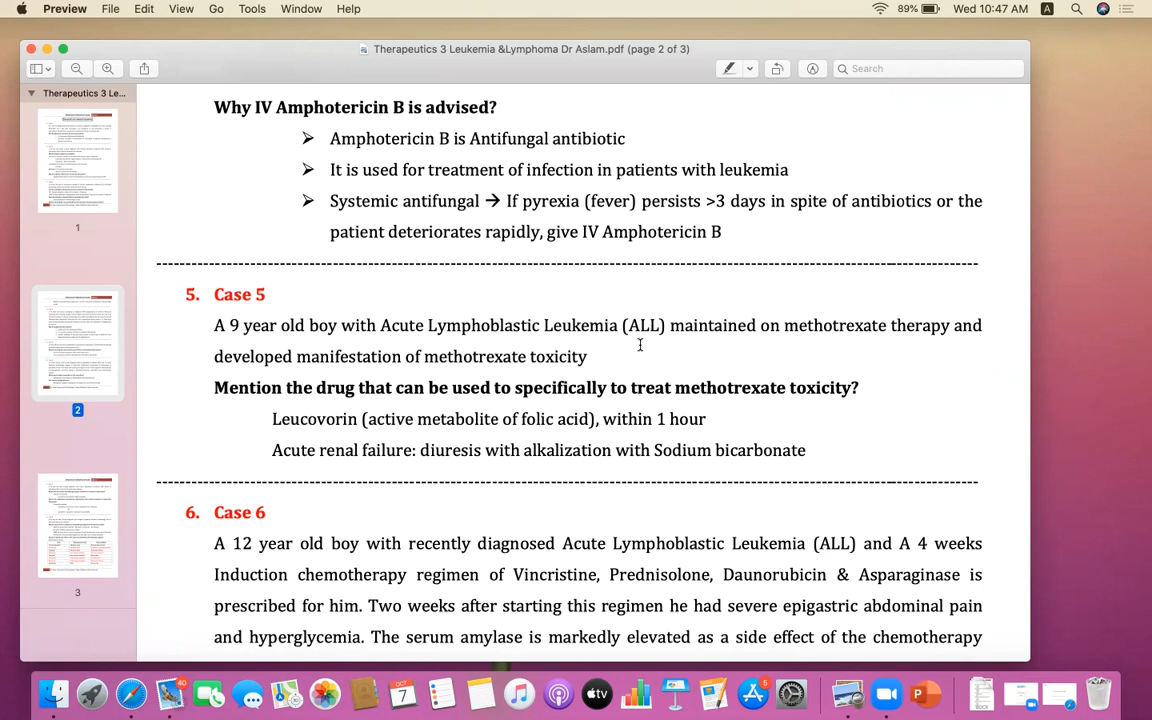 Preview File Edit View Go Tools Window Help 89% Wed 10:47 AM A
Therapeutics 3 Leukemia &Lymphoma Dr Aslam.pdf (page 2 of 3)
Search
Therapeutics 3 Le...
1
2
3
Why IV Amphotericin B is advised?
➢ Amphotericin B is Antifungal antibiotic
➢ It is used for treatment of infection in patients with leukemia
➢ Systemic antifungal → If pyrexia (fever) persists >3 days in spite of antibiotics or the
patient deteriorates rapidly, give IV Amphotericin B
5. Case 5
A 9 year old boy with Acute Lymphoblastic Leukemia (ALL) maintained on methotrexate therapy and
developed manifestation of methotrexate toxicity
Mention the drug that can be used to specifically to treat methotrexate toxicity?
Leucovorin (active metabolite of folic acid), within 1 hour
Acute renal failure: diuresis with alkalization with Sodium bicarbonate
6. Case 6
A 12 year old boy with recently diagnosed Acute Lymphoblastic Leukemia (ALL) and A 4 weeks
Induction chemotherapy regimen of Vincristine, Prednisolone, Daunorubicin & Asparaginase is
prescribed for him. Two weeks after starting this regimen he had severe epigastric abdominal pain
and hyperglycemia. The serum amylase is markedly elevated as a side effect of the chemotherapy
40
OCT
7
tv
5
P